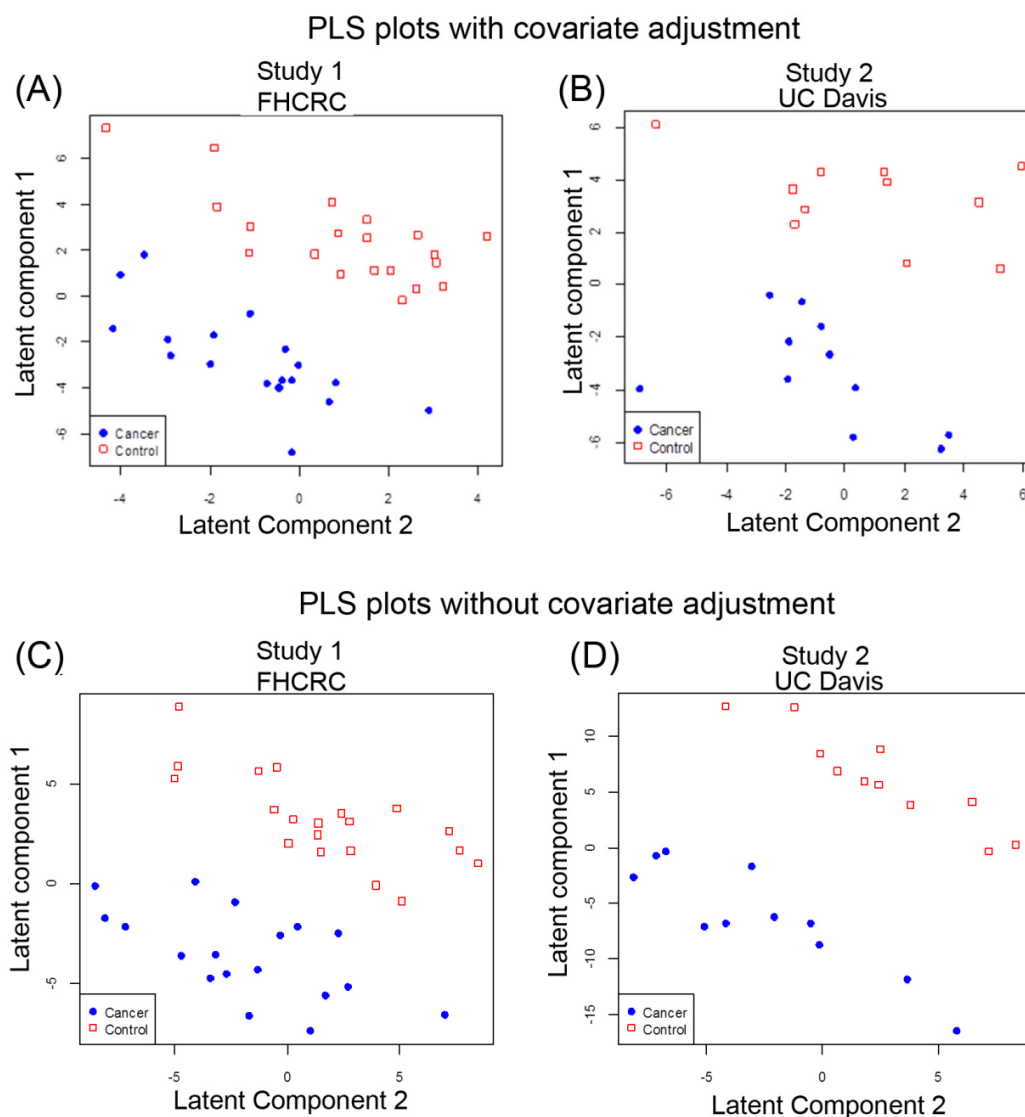 PLS plots with covariate adjustment
(A)
Study 1
FHCRC
Latent component 1
6
4
2
0
-2
-4
-6
Cancer
Control
-4
-2
0
2
4
Latent Component 2
(B)
Study 2
UC Davis
Latent component 1
6
4
2
0
-2
-4
-6
Cancer
Control
-6
-4
-2
0
2
4
6
Latent Component 2
PLS plots without covariate adjustment
(C)
Study 1
FHCRC
Latent component 1
5
0
-5
Cancer
Control
-5
0
5
Latent Component 2
(D)
Study 2
UC Davis
Latent component 1
10
5
0
-5
-10
-15
Cancer
Control
-5
0
5
Latent Component 2